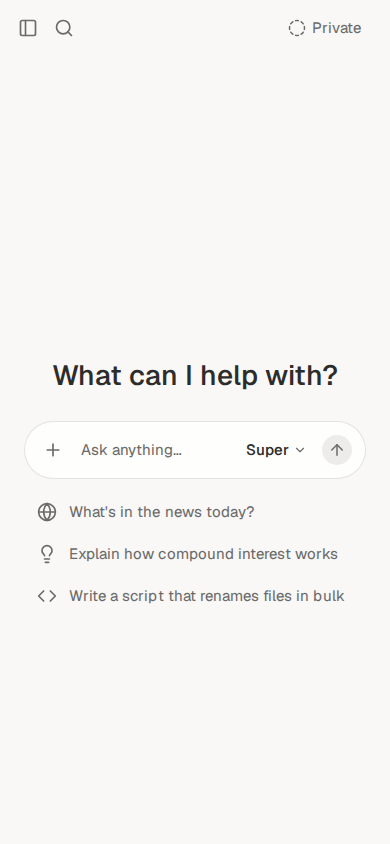 Private
What can I help with?
Ask anything...
Super
What's in the news today?
Explain how compound interest works
Write a script that renames files in bulk